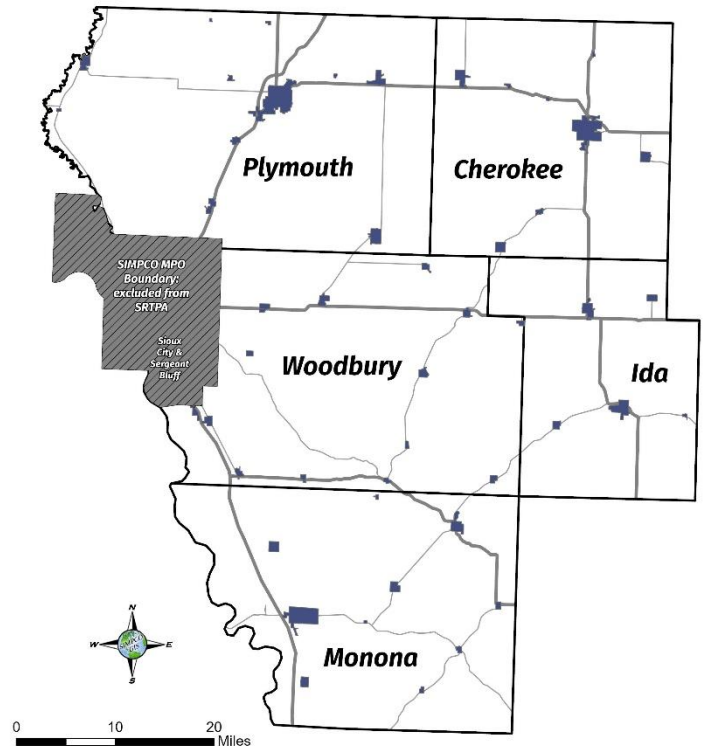 Plymouth
Cherokee
SIMPCO MPO
Boundary:
excluded from
SRTPA
Sioux
City &
Sergeant
Bluff
Woodbury
Ida
Monona
N
W
E
S
SIMPCO
0
10
20
Miles